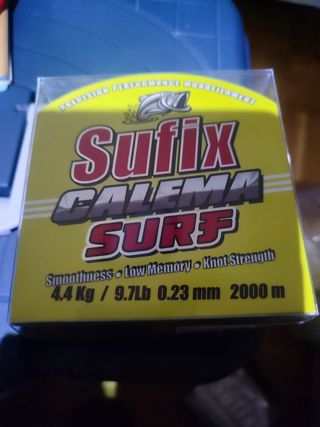 PRECISION PERFORMANCE MONOFILAMENT
Sufix
CALEMA
SURF
Smoothness • Low Memory • Knot Strength
4.4 Kg / 9.7Lb 0.23 mm 2000 m